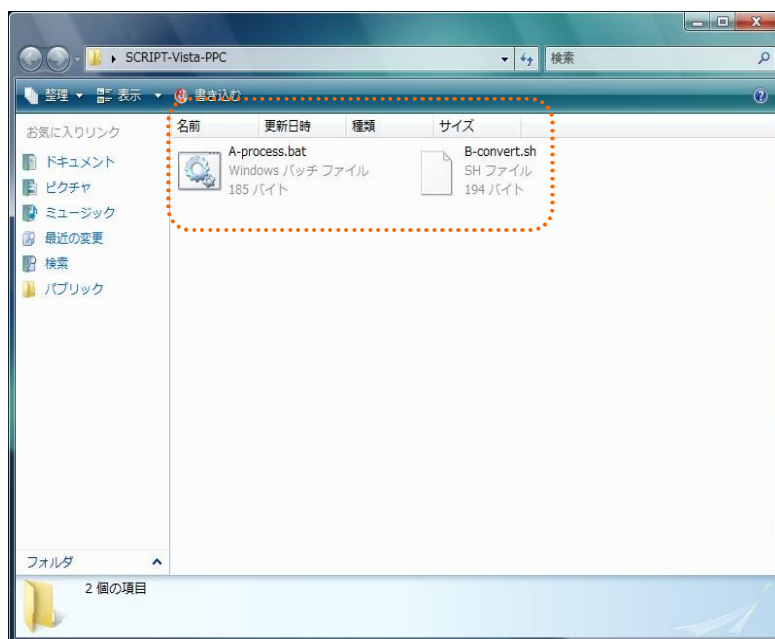 SCRIPT-Vista-PPC
検索
整理 表示 書き込む
お気に入りリンク
ドキュメント
ピクチャ
ミュージック
最近の変更
検索
パブリック
名前 更新日時 種類 サイズ
A-process.bat
Windows バッチ ファイル
185 バイト
B-convert.sh
SH ファイル
194 バイト
フォルダ
2 個の項目